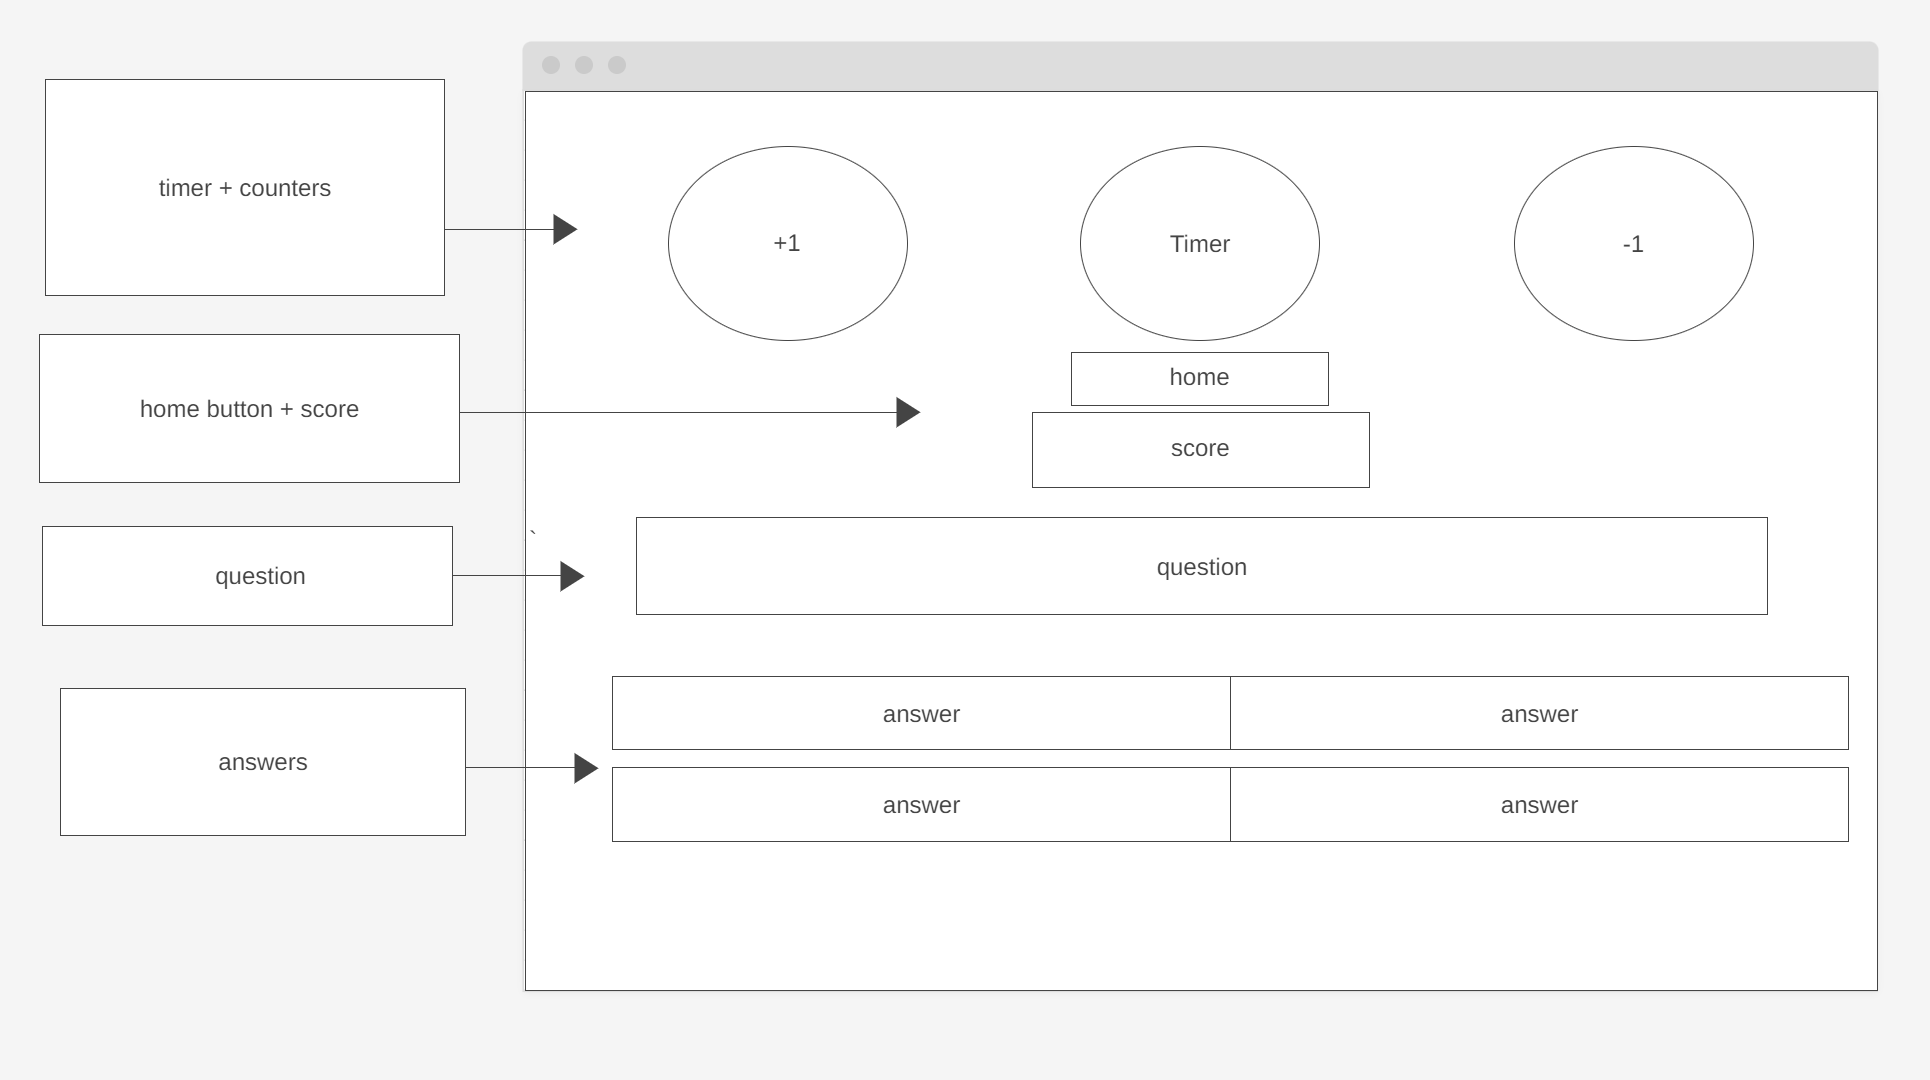 timer + counters
+1
Timer
-1
home button + score
home
score
`
question
question
answers
answer
answer
answer
answer